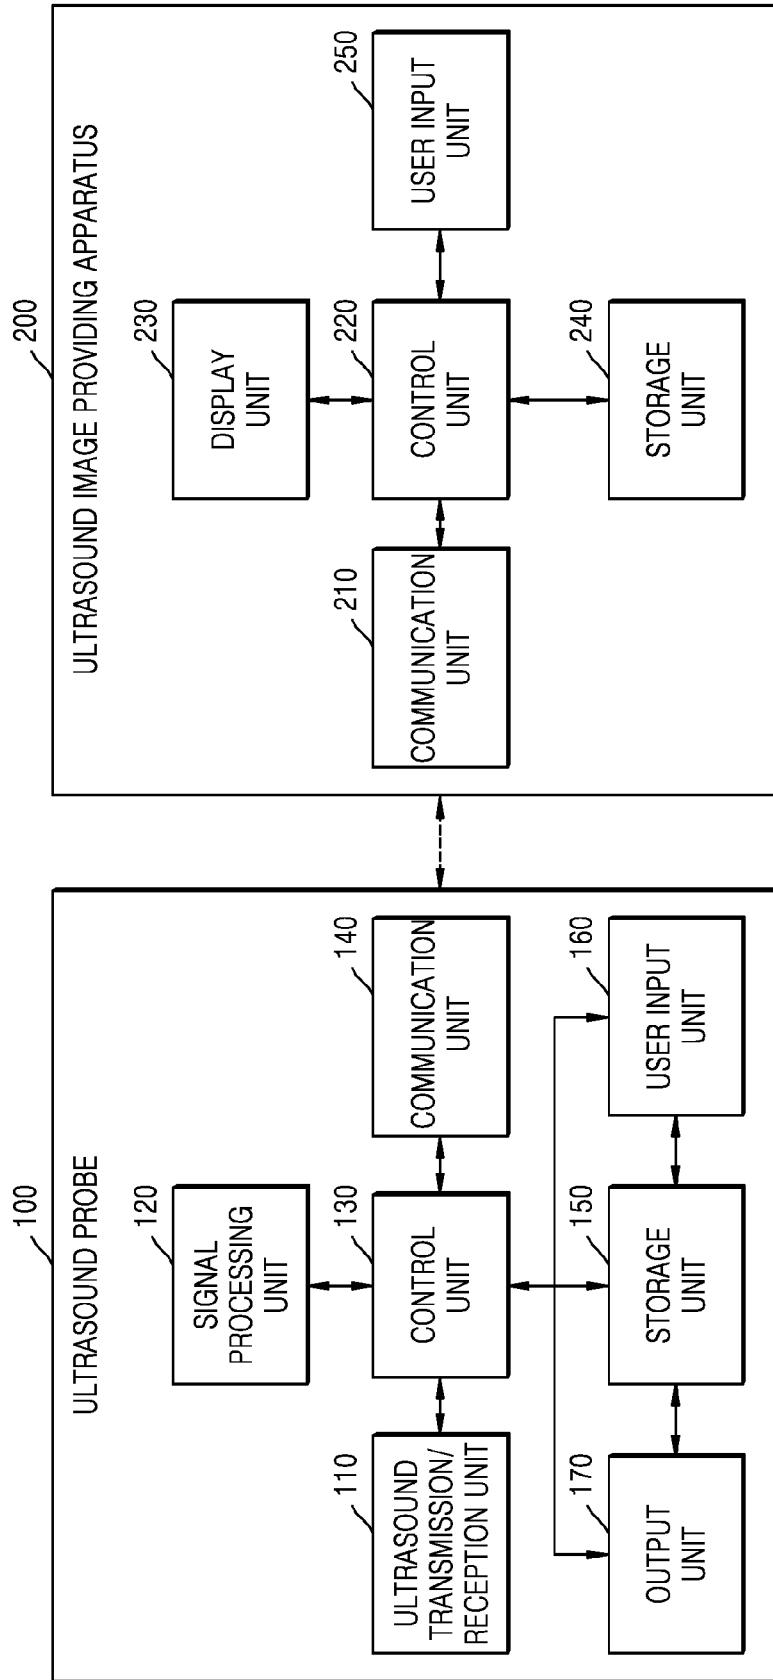 100
ULTRASOUND PROBE
120
SIGNAL
PROCESSING
UNIT
110
ULTRASOUND
TRANSMISSION/
RECEPTION UNIT
130
CONTROL
UNIT
140
COMMUNICATION
UNIT
170
OUTPUT
UNIT
150
STORAGE
UNIT
160
USER INPUT
UNIT
200
ULTRASOUND IMAGE PROVIDING APPARATUS
230
DISPLAY
UNIT
210
COMMUNICATION
UNIT
220
CONTROL
UNIT
250
USER INPUT
UNIT
240
STORAGE
UNIT